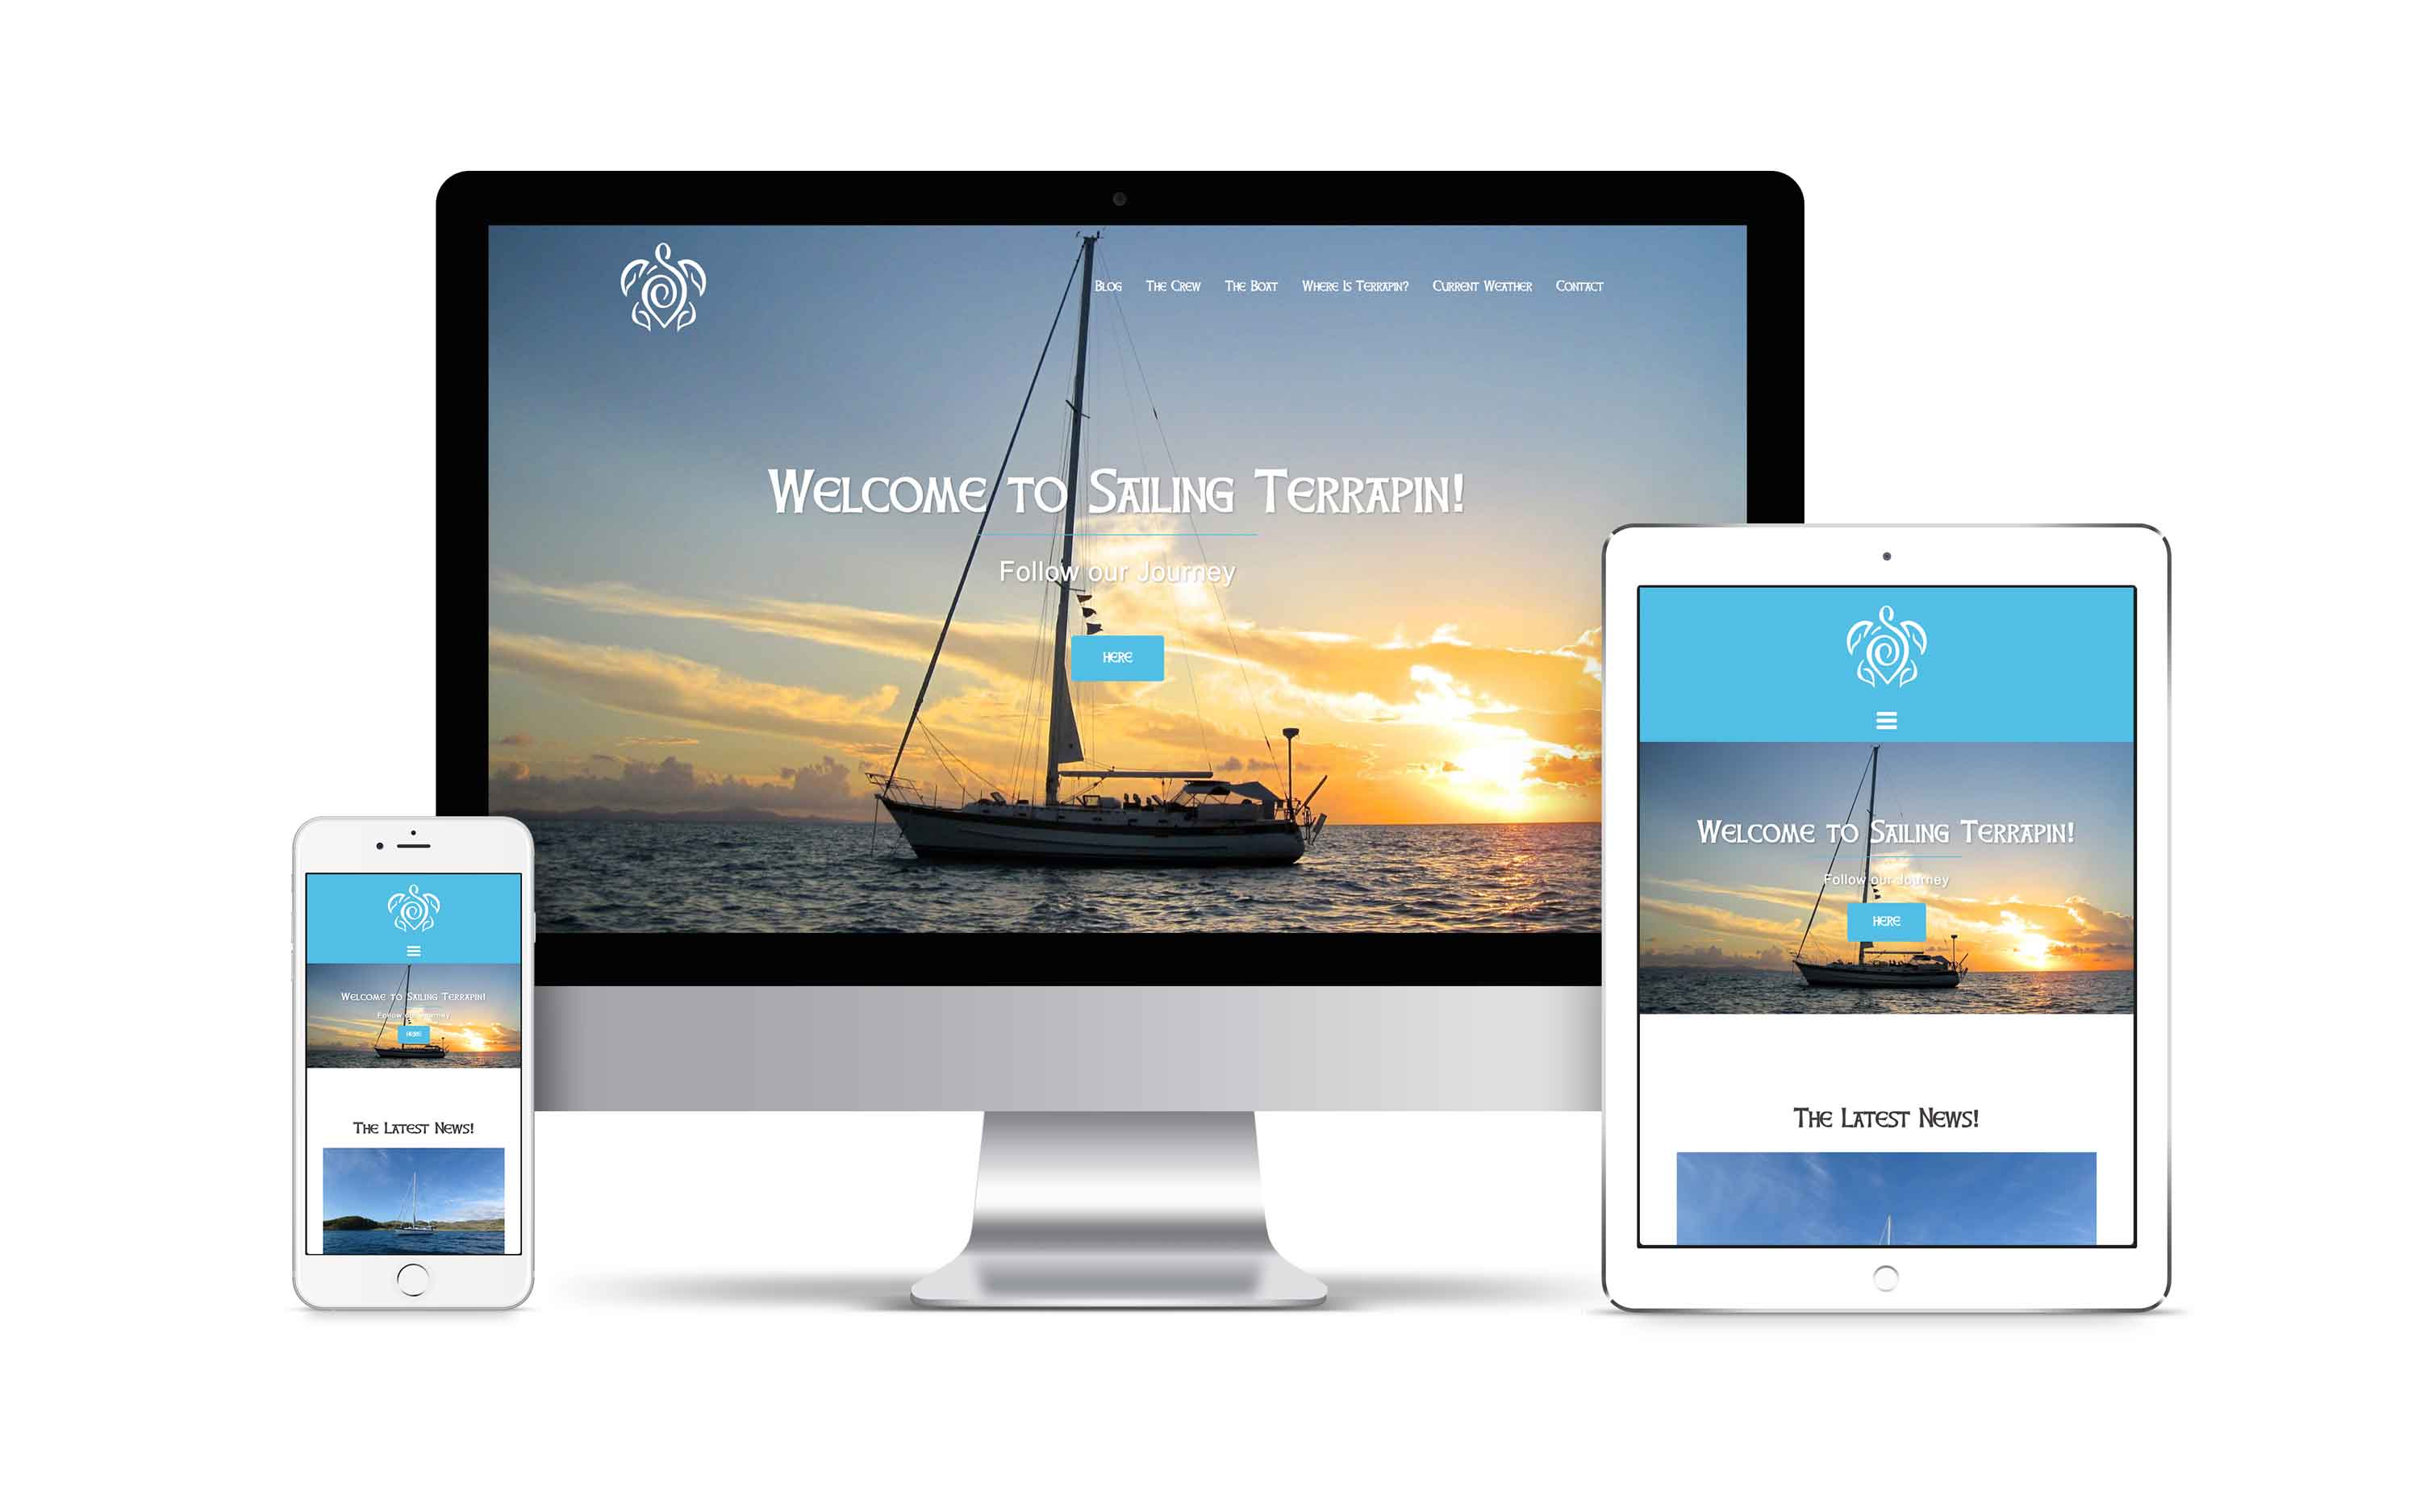 Blog The Crew The Boat Where Is Terrapin? Current Weather Contact
Welcome to Sailing Terrapin!
Follow our Journey
HERE
Welcome to Sailing Terrapin!
Follow our Journey
HERE
The Latest News!
Welcome to Sailing Terrapin!
Follow our Journey
HERE
The Latest News!